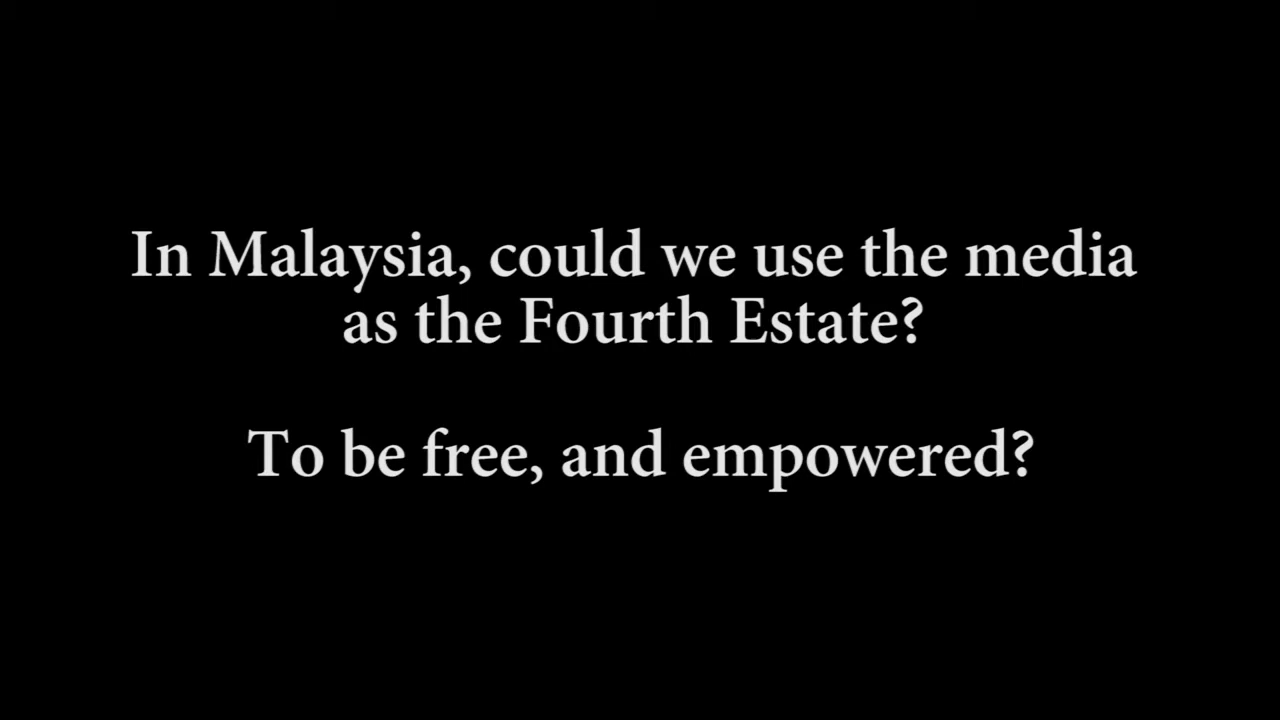 In Malaysia, could we use the media
as the Fourth Estate?
To be free, and empowered?